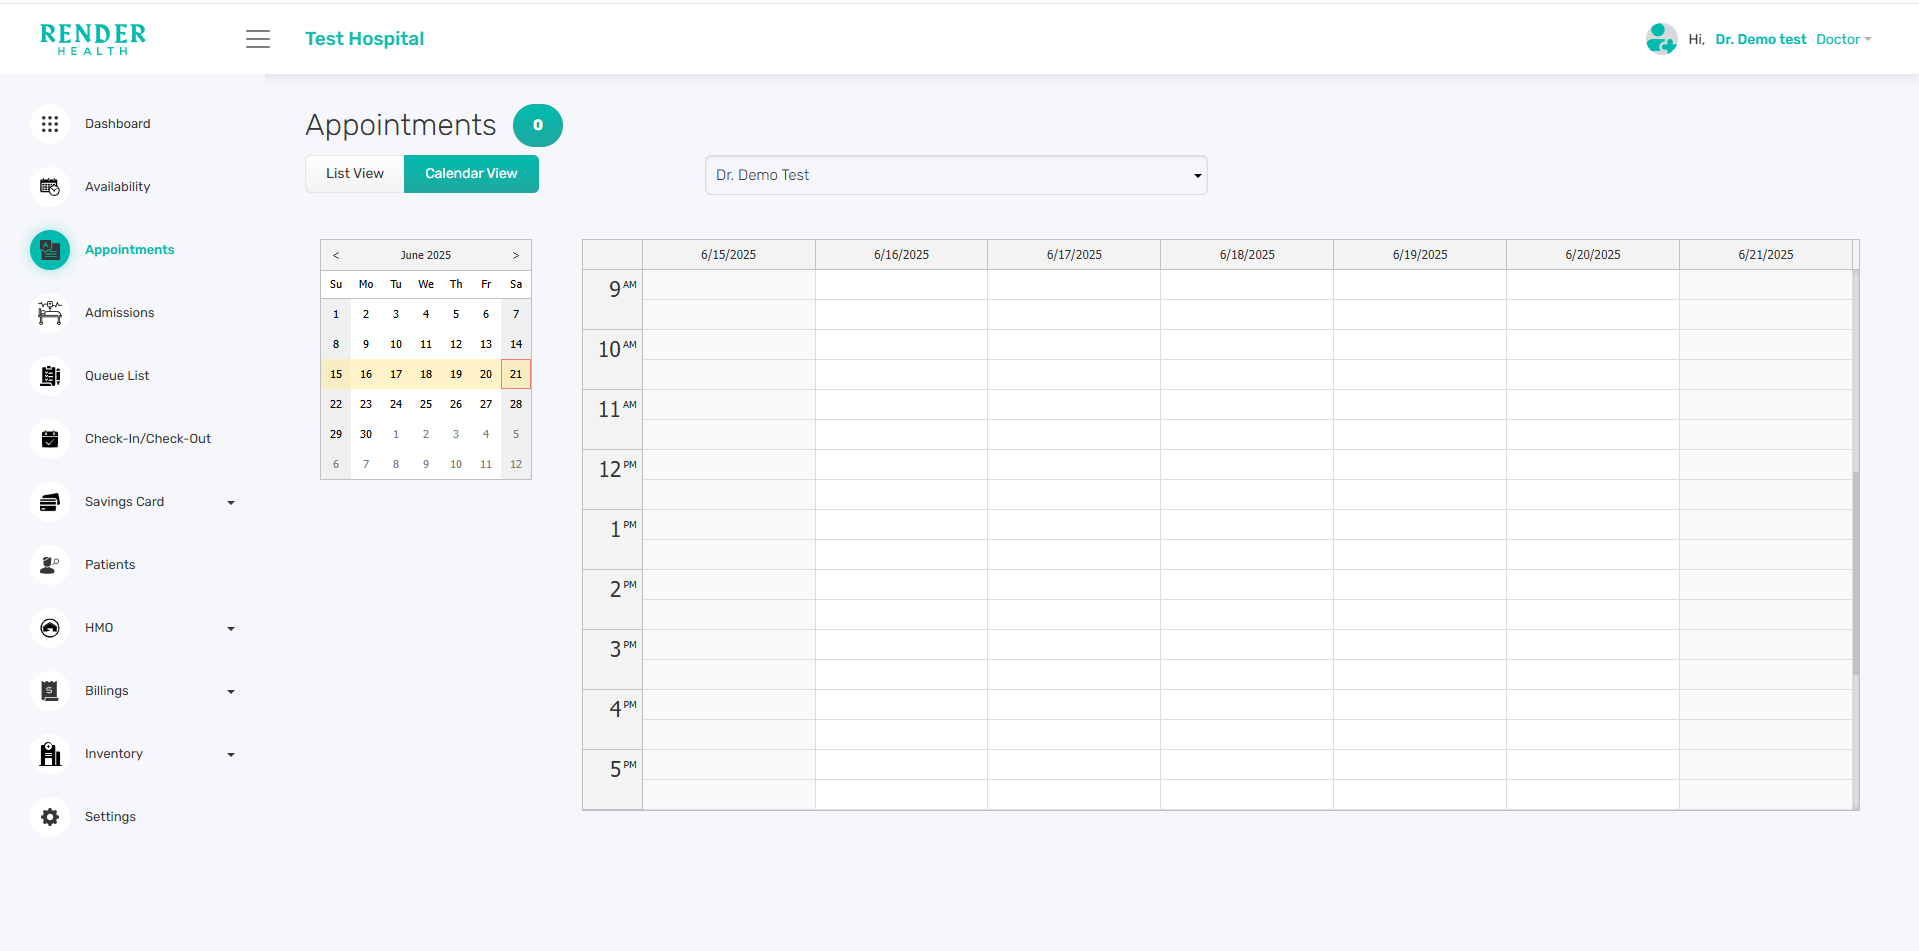 RENDER
HEALTH
Test Hospital
Hi, Dr. Demo test Doctor
Dashboard
Availability
Appointments
Admissions
Queue List
Check-In/Check-Out
Savings Card
Patients
HMO
Billings
Inventory
Settings
Appointments 0
List View Calendar View
Dr. Demo Test
< June 2025 >
Su Mo Tu We Th Fr Sa
1 2 3 4 5 6 7
8 9 10 11 12 13 14
15 16 17 18 19 20 21
22 23 24 25 26 27 28
29 30 1 2 3 4 5
6 7 8 9 10 11 12
6/15/2025 6/16/2025 6/17/2025 6/18/2025 6/19/2025 6/20/2025 6/21/2025
9 AM
10 AM
11 AM
12 PM
1 PM
2 PM
3 PM
4 PM
5 PM